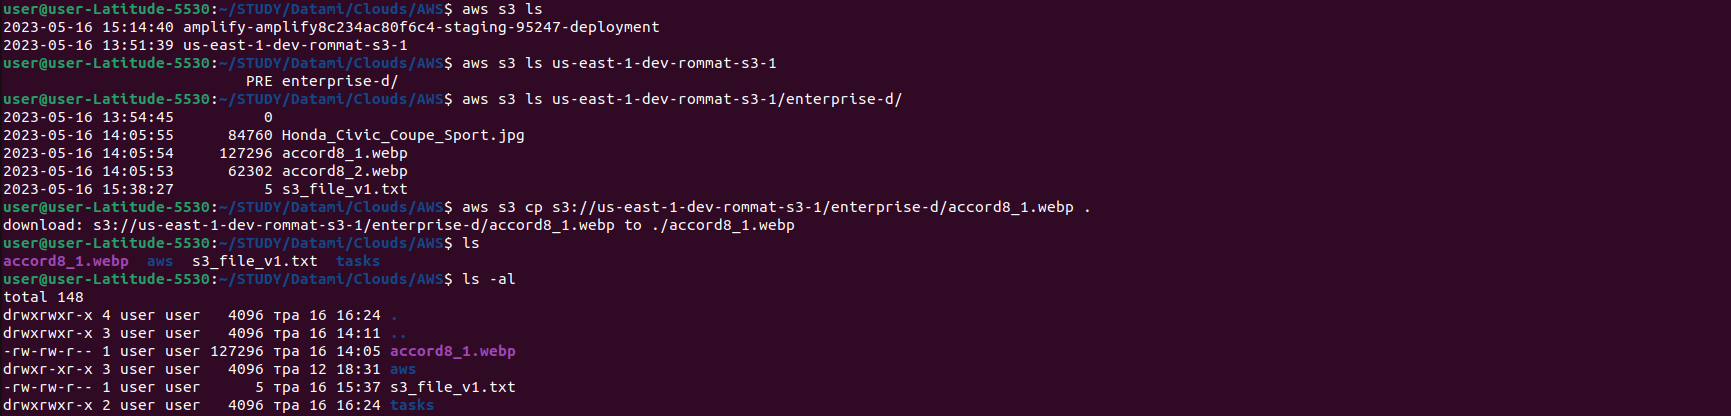 user@user-Latitude-5530:~/STUDY/Datami/Clouds/AWS$ aws s3 ls
2023-05-16 15:14:40 amplify-amplify8c234ac80f6c4-staging-95247-deployment
2023-05-16 13:51:39 us-east-1-dev-rommat-s3-1
user@user-Latitude-5530:~/STUDY/Datami/Clouds/AWS$ aws s3 ls us-east-1-dev-rommat-s3-1
                           PRE enterprise-d/
user@user-Latitude-5530:~/STUDY/Datami/Clouds/AWS$ aws s3 ls us-east-1-dev-rommat-s3-1/enterprise-d/
2023-05-16 13:54:45          0
2023-05-16 14:05:55      84760 Honda_Civic_Coupe_Sport.jpg
2023-05-16 14:05:54     127296 accord8_1.webp
2023-05-16 14:05:53      62302 accord8_2.webp
2023-05-16 15:38:27          5 s3_file_v1.txt
user@user-Latitude-5530:~/STUDY/Datami/Clouds/AWS$ aws s3 cp s3://us-east-1-dev-rommat-s3-1/enterprise-d/accord8_1.webp .
download: s3://us-east-1-dev-rommat-s3-1/enterprise-d/accord8_1.webp to ./accord8_1.webp
user@user-Latitude-5530:~/STUDY/Datami/Clouds/AWS$ ls
accord8_1.webp  aws  s3_file_v1.txt  tasks
user@user-Latitude-5530:~/STUDY/Datami/Clouds/AWS$ ls -al
total 148
drwxrwxr-x 4 user user   4096 тра 16 16:24 .
drwxrwxr-x 3 user user   4096 тра 16 14:11 ..
-rw-rw-r-- 1 user user 127296 тра 16 14:05 accord8_1.webp
drwxr-xr-x 3 user user   4096 тра 12 18:31 aws
-rw-rw-r-- 1 user user      5 тра 16 15:37 s3_file_v1.txt
drwxrwxr-x 2 user user   4096 тра 16 16:24 tasks